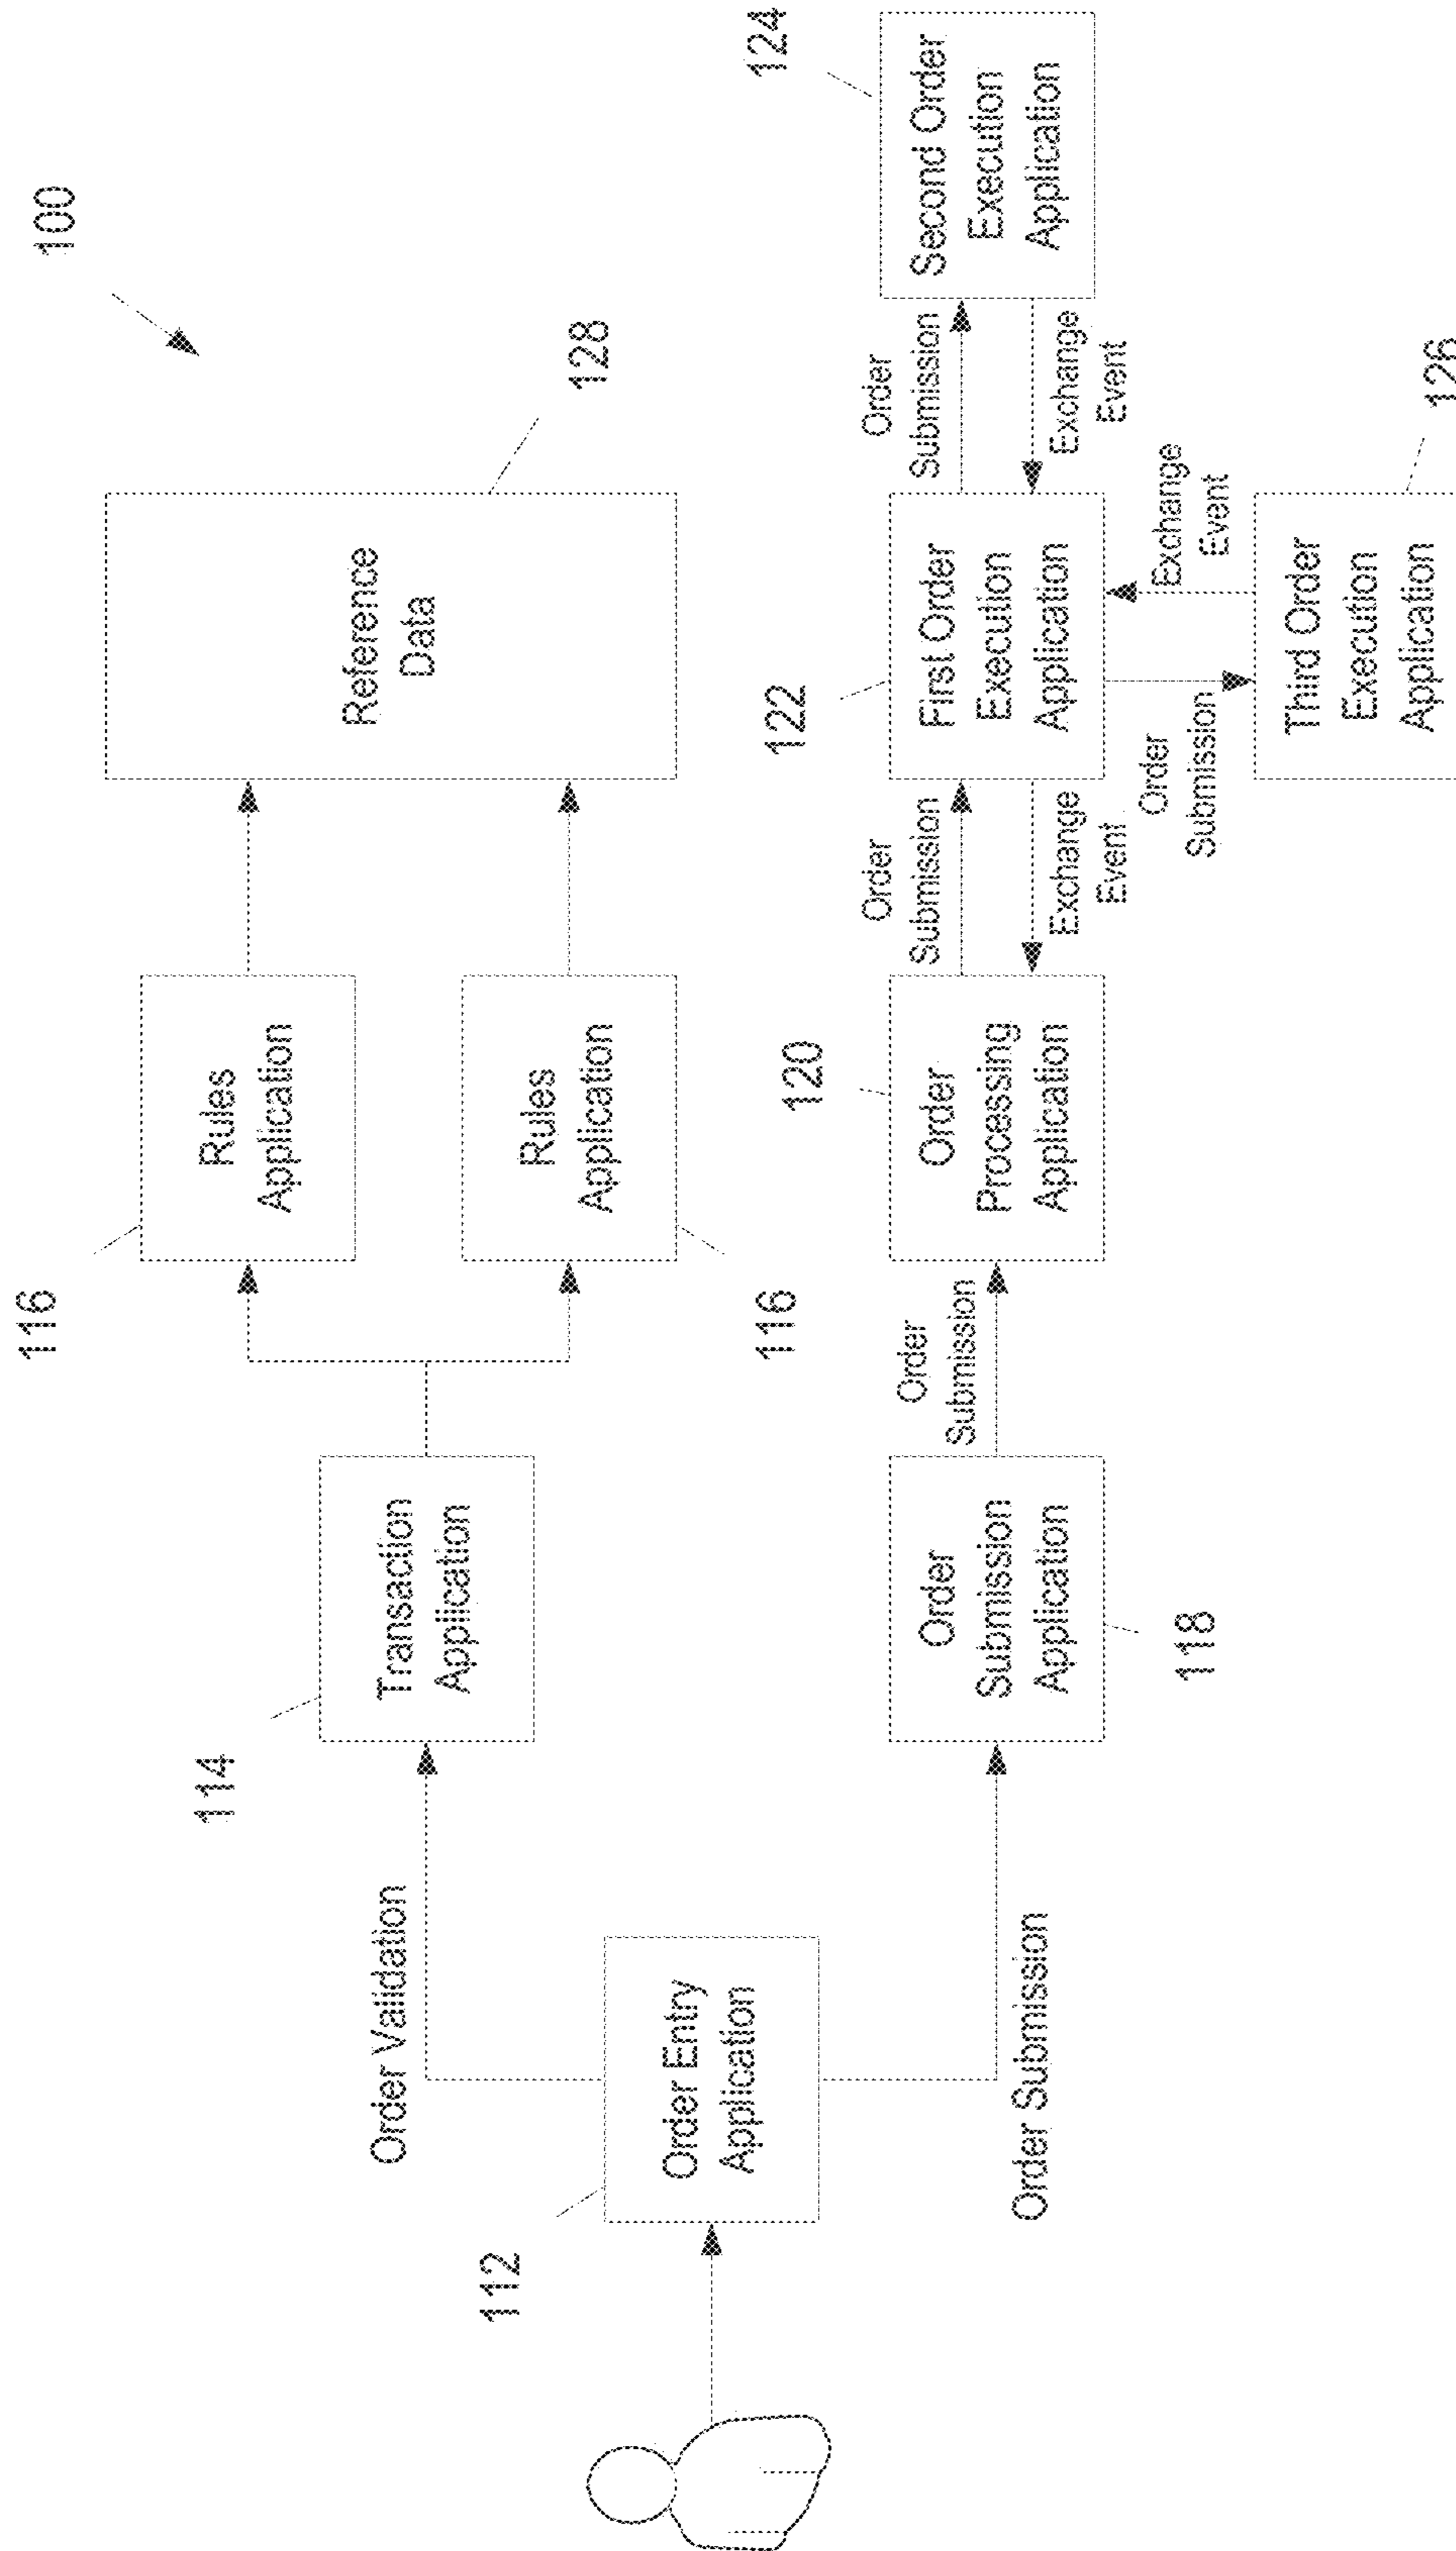 100
116
Rules
Application
Reference
Data
128
114
Transaction
Application
Order Validation
116
Rules
Application
112
Order Entry
Application
Order Submission
118
Order
Submission
Application
Order
Submission
120
Order
Processing
Application
Order
Submission
Exchange
Event
122
First Order
Execution
Application
Order
Submission
Exchange
Event
124
Second Order
Execution
Application
Order
Submission
Exchange
Event
126
Third Order
Execution
Application